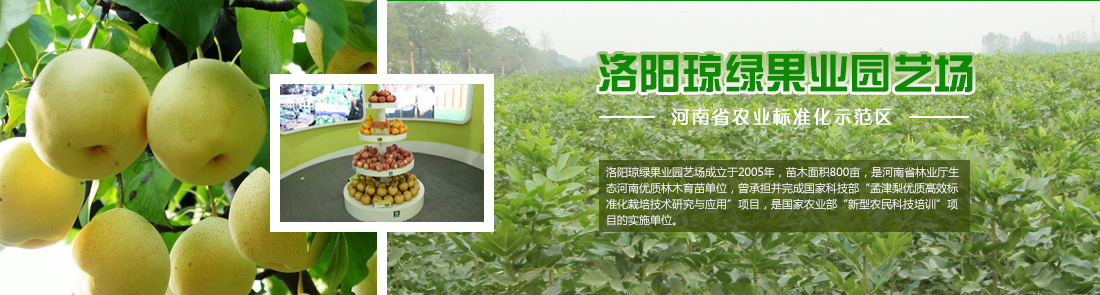 洛阳琼绿果业园艺场
河南省农业标准化示范区
洛阳琼绿果业园艺场成立于2005年，苗木面积800亩，是河南省林业厅生
态河南优质林木育苗单位，曾承担并完成国家科技部“孟津梨优质高效标
准化栽培技术研究与应用”项目，是国家农业部“新型农民科技培训”项
目的实施单位。